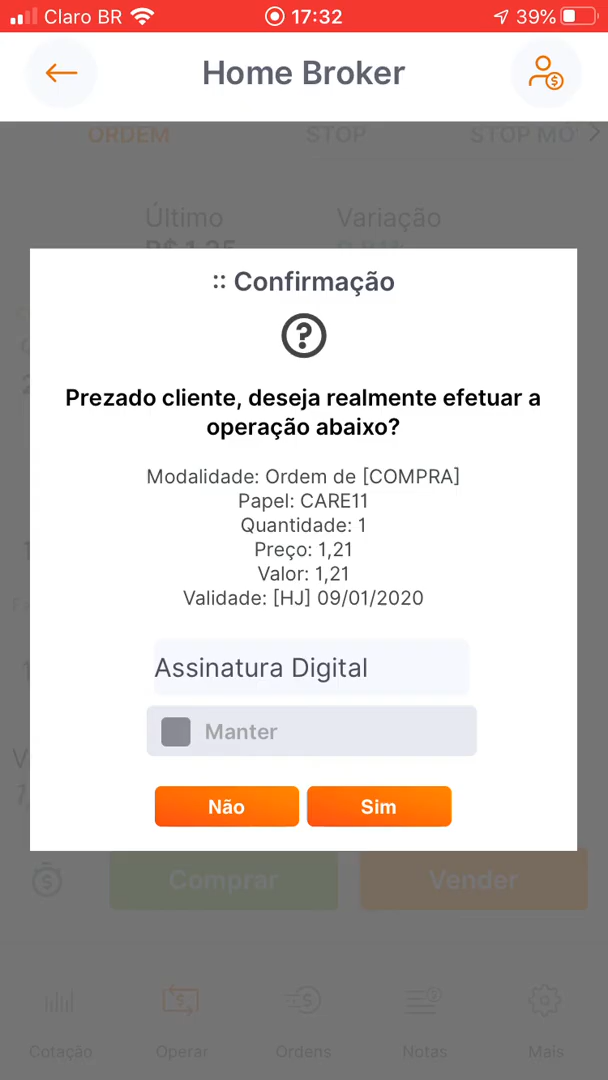 Claro BR 17:32 39%
Home Broker
ORDEM STOP STOP MÓ
Último Variação
R$ 1,25
:: Confirmação
Prezado cliente, deseja realmente efetuar a
operação abaixo?
Modalidade: Ordem de [COMPRA]
Papel: CARE11
Quantidade: 1
Preço: 1,21
Valor: 1,21
Validade: [HJ] 09/01/2020
Assinatura Digital
Manter
Não Sim
Comprar Vender
Cotação Operar Ordens Notas Mais